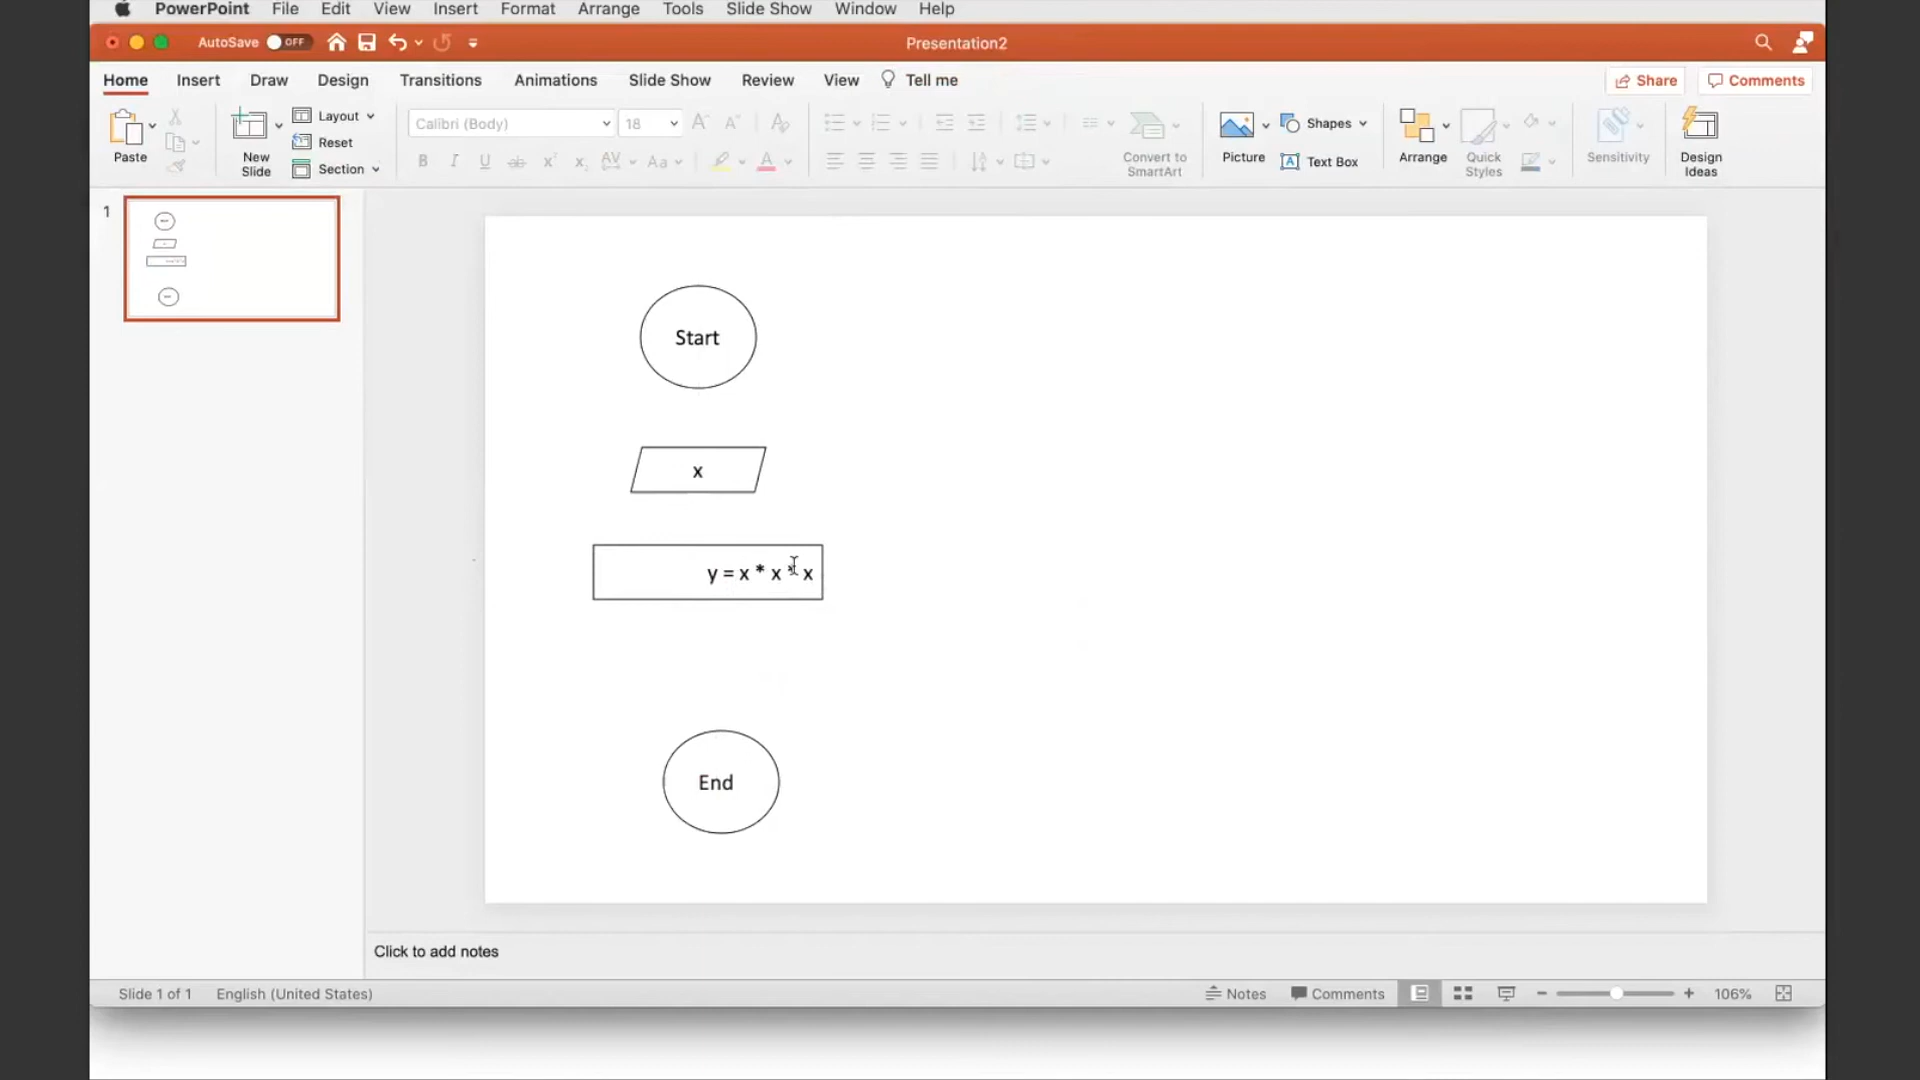 PowerPoint File Edit View Insert Format Arrange Tools Slide Show Window Help
AutoSave OFF Presentation2
Home Insert Draw Design Transitions Animations Slide Show Review View Tell me Share Comments
Paste
New
Slide
Layout
Reset
Section
Calibri (Body) 18
Convert to
SmartArt
Picture
Shapes
Text Box
Arrange
Quick
Styles
Sensitivity
Design
Ideas
1
Start
x
y = x * x * x
End
Click to add notes
Slide 1 of 1 English (United States) Notes Comments 106%